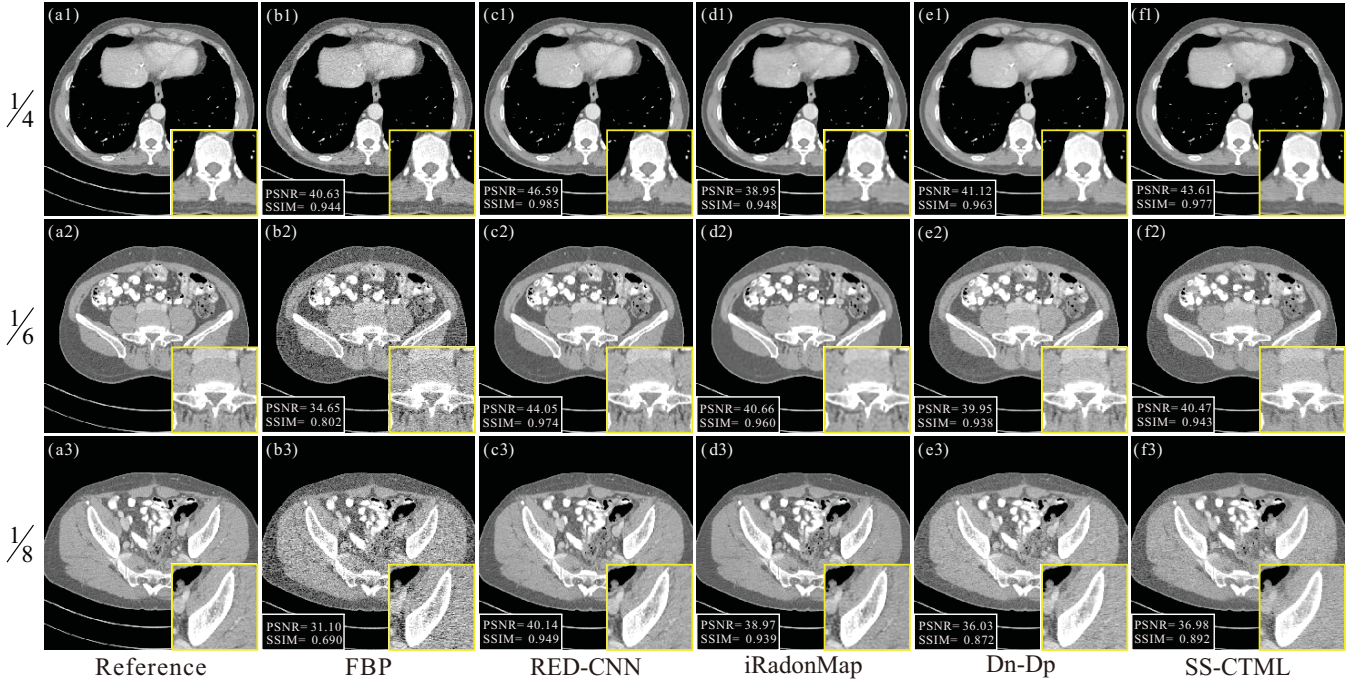 (a1) (b1) (c1) (d1) (e1) (f1)
1/4
PSNR= 40.63
SSIM= 0.944
PSNR= 46.59
SSIM= 0.985
PSNR= 38.95
SSIM= 0.948
PSNR= 41.12
SSIM= 0.963
PSNR= 43.61
SSIM= 0.977
(a2) (b2) (c2) (d2) (e2) (f2)
1/6
PSNR= 34.65
SSIM= 0.802
PSNR= 44.05
SSIM= 0.974
PSNR= 40.66
SSIM= 0.960
PSNR= 39.95
SSIM= 0.938
PSNR= 40.47
SSIM= 0.943
(a3) (b3) (c3) (d3) (e3) (f3)
1/8
PSNR= 31.10
SSIM= 0.690
PSNR= 40.14
SSIM= 0.949
PSNR= 38.97
SSIM= 0.939
PSNR= 36.03
SSIM= 0.872
PSNR= 36.98
SSIM= 0.892
Reference FBP RED-CNN iRadonMap Dn-Dp SS-CTML